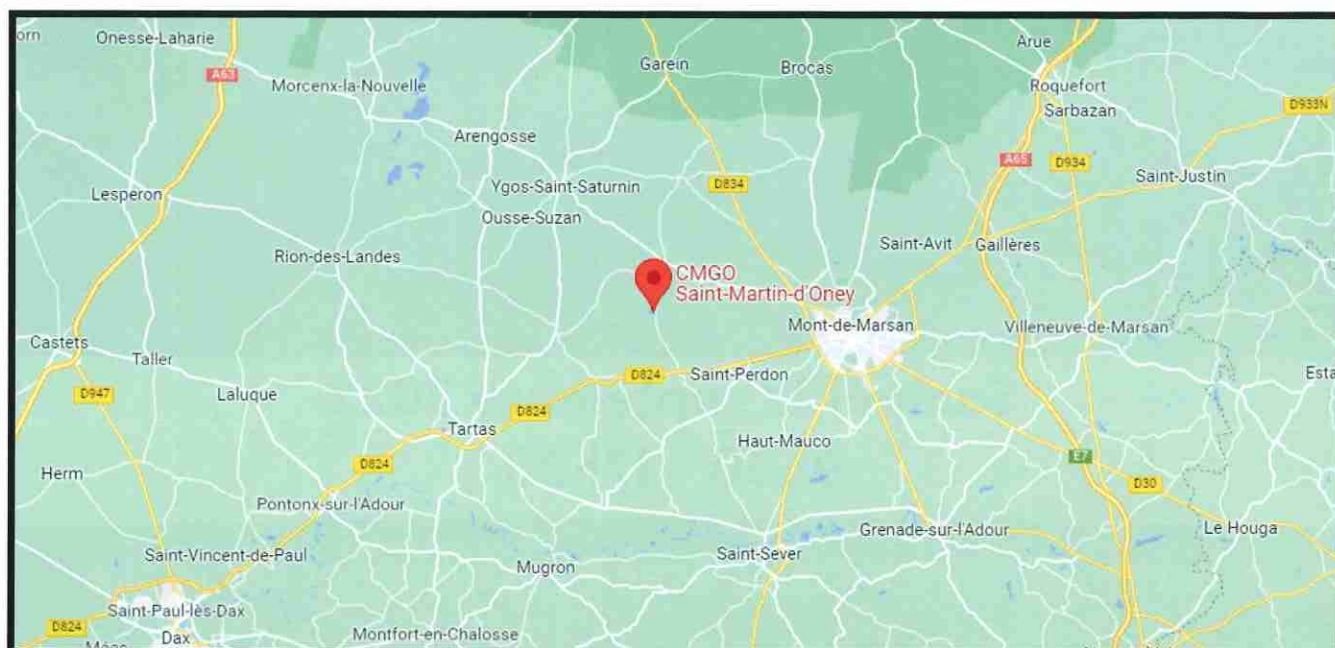 orn
Onesse-Laharie
Arue
Garein
Brocas
A63
Morcenx-la-Nouvelle
Roquefort
D933N
Sarbazan
Arengosse
A65
D934
Saint-Justin
Ygos-Saint-Saturnin
D834
Lesperon
Ousse-Suzan
Saint-Avit
Gaillères
Rion-des-Landes
CMGO
Saint-Martin-d'Oney
Mont-de-Marsan
Villeneuve-de-Marsan
Castets
Taller
D824
Saint-Perdon
Esta
D947
Laluque
D824
Tartas
Haut-Mauco
D824
E7
Herm
D30
Pontonx-sur-l'Adour
Grenade-sur-l'Adour
Le Houga
Saint-Vincent-de-Paul
Saint-Sever
Mugron
Saint-Paul-lès-Dax
D824
Dax
Montfort-en-Chalosse